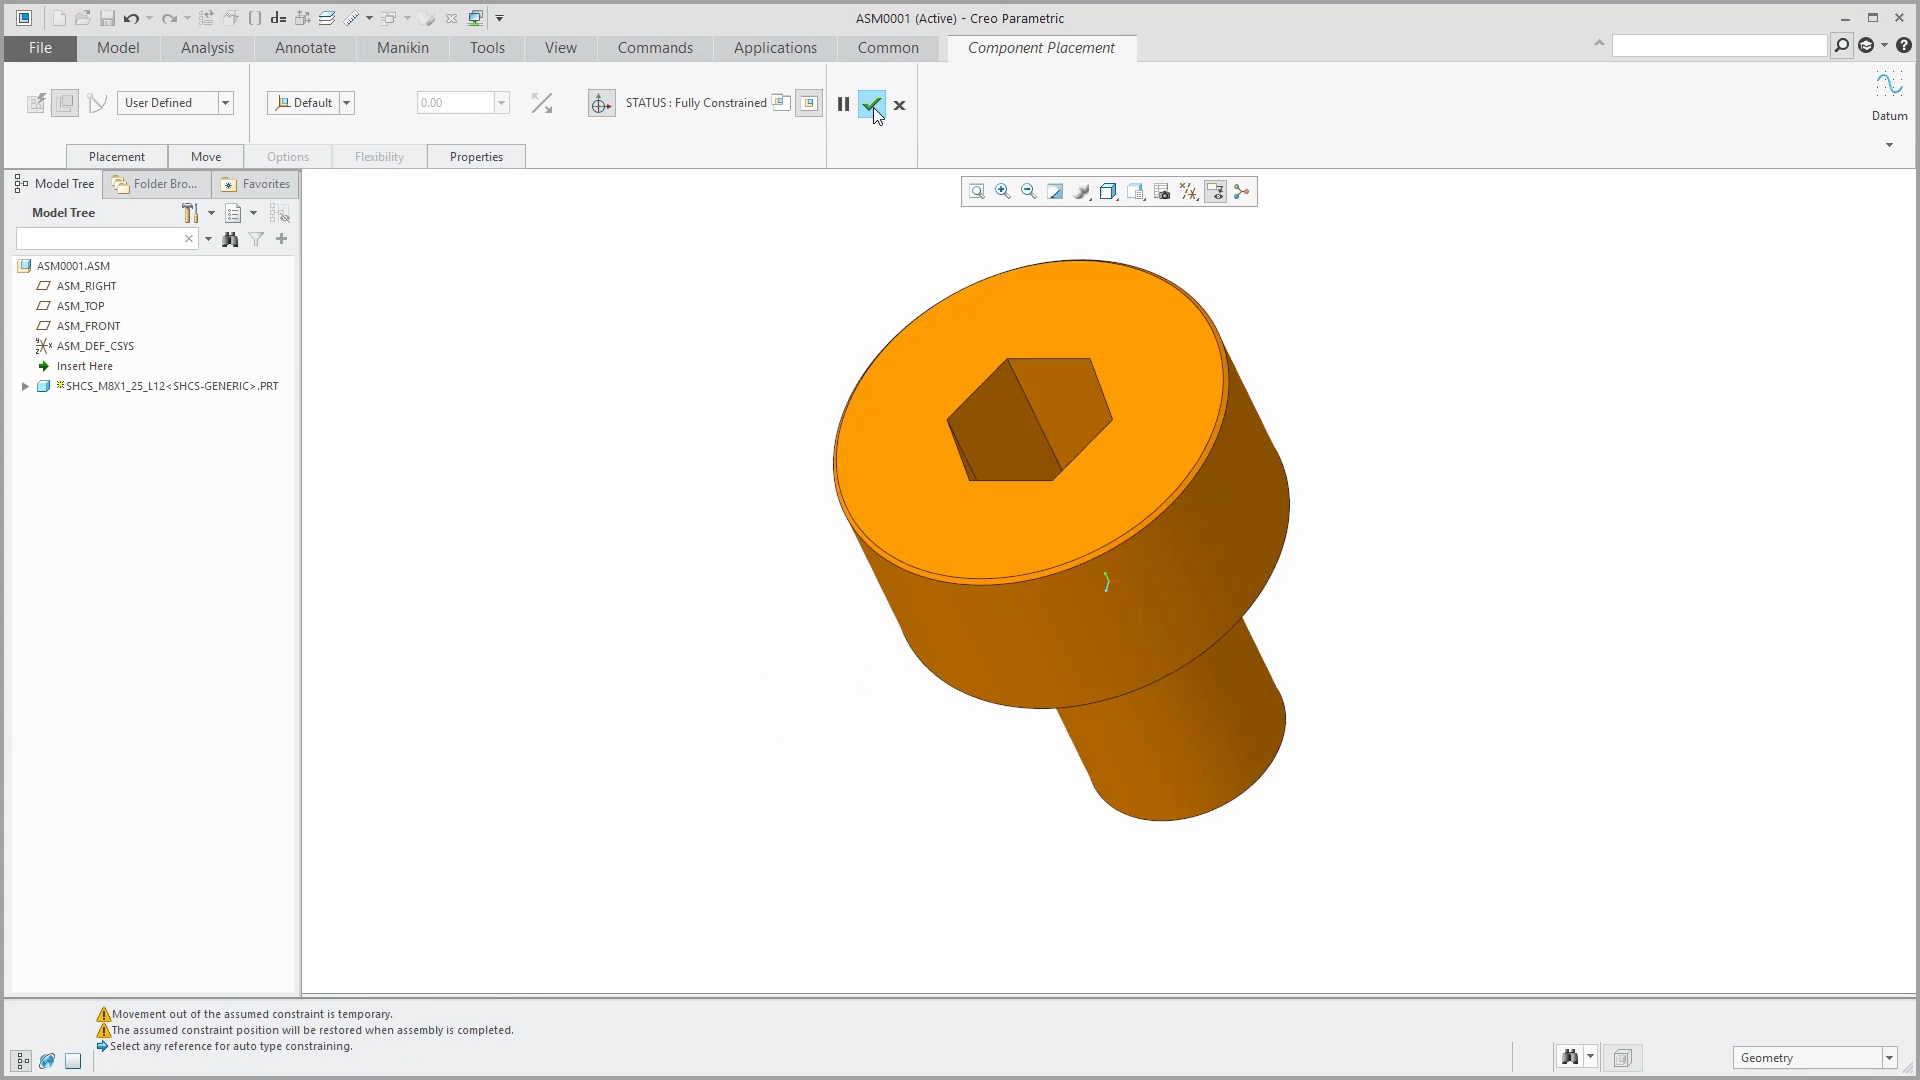 ASM0001 (Active) - Creo Parametric
File Model Analysis Annotate Manikin Tools View Commands Applications Common Component Placement
User Defined Default 0.00 STATUS : Fully Constrained
Datum
Placement Move Options Flexibility Properties
Model Tree Folder Bro... Favorites
Model Tree
ASM0001.ASM
ASM_RIGHT
ASM_TOP
ASM_FRONT
ASM_DEF_CSYS
Insert Here
SHCS_M8X1_25_L12<SHCS-GENERIC>.PRT
Movement out of the assumed constraint is temporary.
The assumed constraint position will be restored when assembly is completed.
Select any reference for auto type constraining.
Geometry